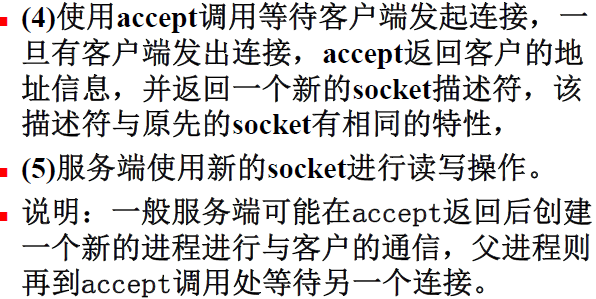 (4)使用accept调用等待客户端发起连接，一
旦有客户端发出连接，accept返回客户的地
址信息，并返回一个新的socket描述符，该
描述符与原先的socket有相同的特性，
(5)服务端使用新的socket进行读写操作。
说明：一般服务端可能在accept返回后创建
一个新的进程进行与客户的通信，父进程则
再到accept调用处等待另一个连接。